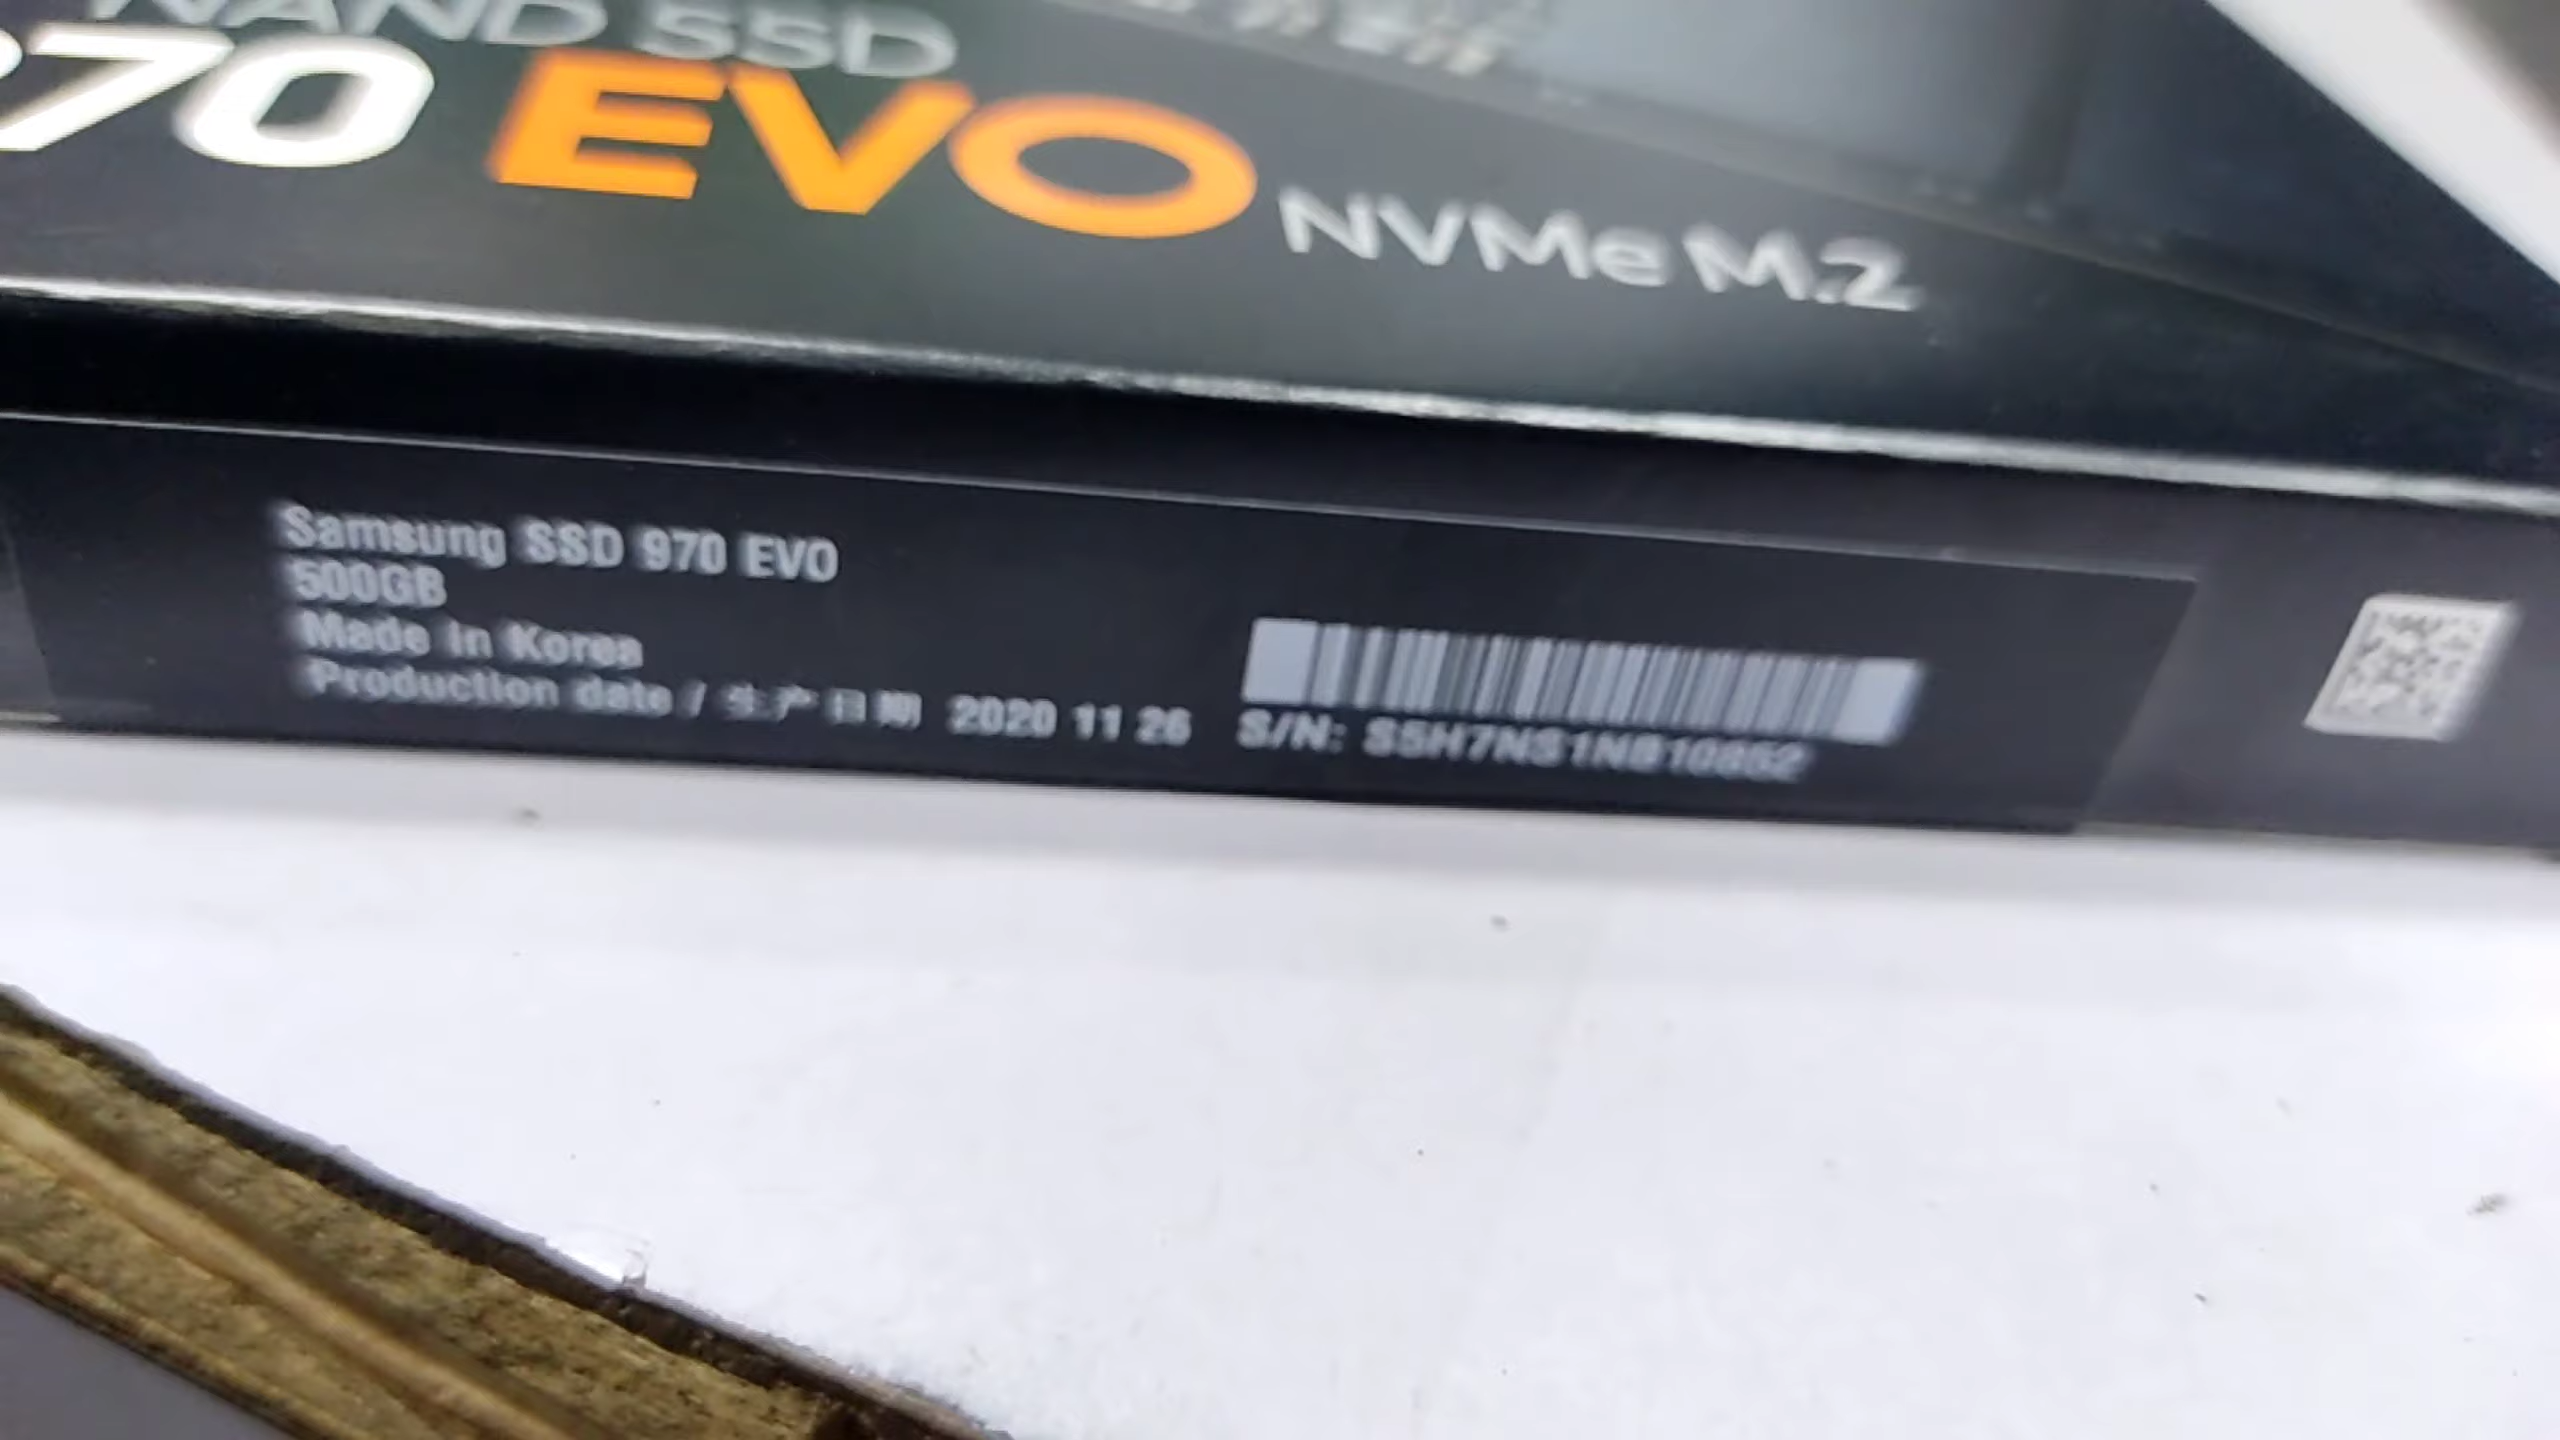 NAND SSD
970 EVO NVMe M.2
Samsung SSD 970 EVO
500GB
Made in Korea
Production date / 生产日期 2020 11 26
S/N: